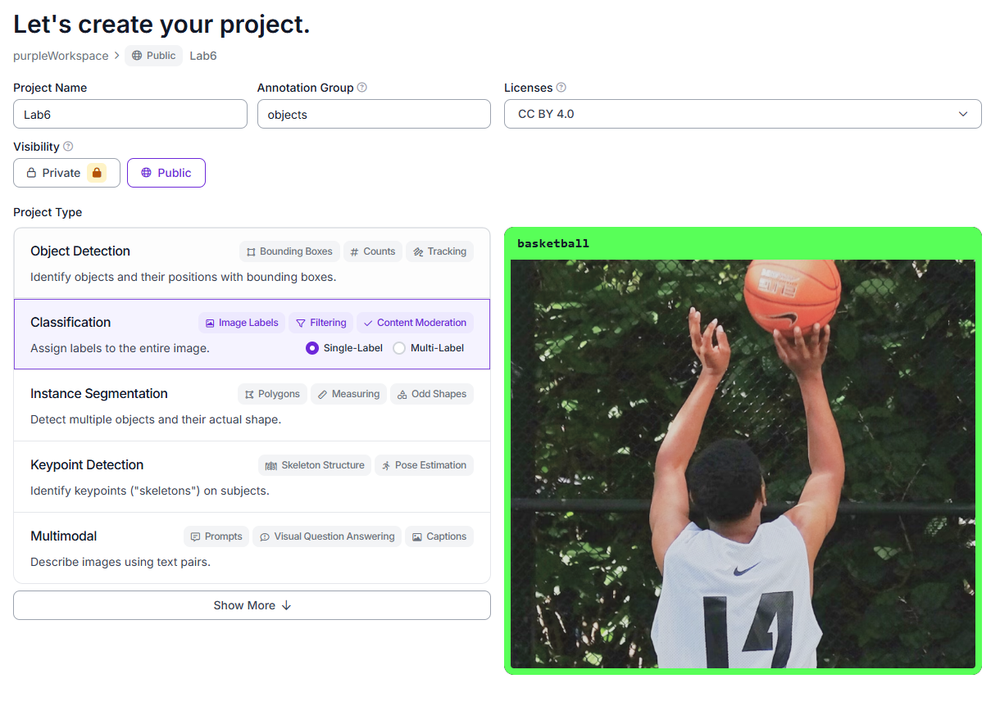 Let's create your project.
purpleWorkspace > Public Lab6
Project Name
Lab6
Annotation Group
objects
Licenses
CC BY 4.0
Visibility
Private
Public
Project Type
Object Detection
Bounding Boxes
# Counts
Tracking
Identify objects and their positions with bounding boxes.
Classification
Image Labels
Filtering
Content Moderation
Assign labels to the entire image.
Single-Label
Multi-Label
Instance Segmentation
Polygons
Measuring
Odd Shapes
Detect multiple objects and their actual shape.
Keypoint Detection
Skeleton Structure
Pose Estimation
Identify keypoints ("skeletons") on subjects.
Multimodal
Prompts
Visual Question Answering
Captions
Describe images using text pairs.
Show More ↓
basketball
14